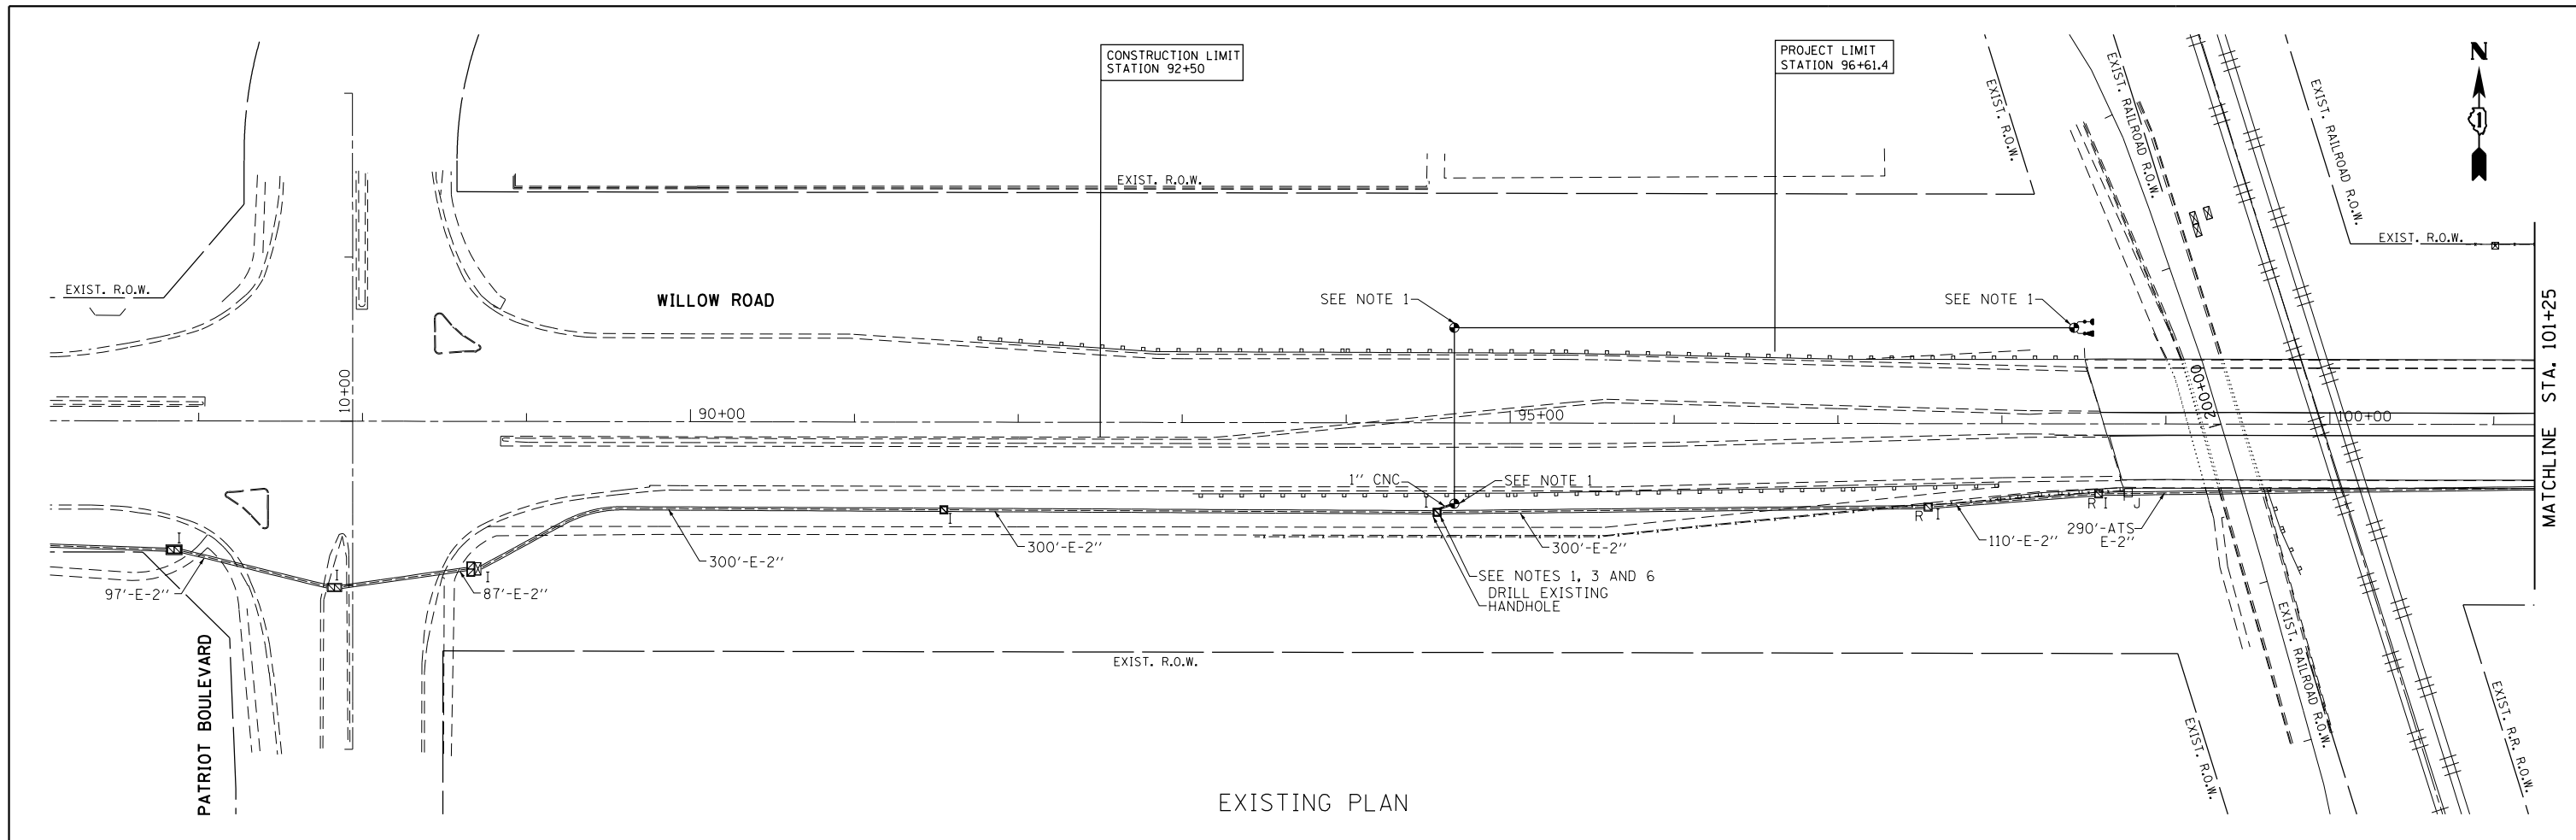 CONSTRUCTION LIMIT
STATION 92+50
PROJECT LIMIT
STATION 96+61.4
N
1
EXIST. R.O.W.
EXIST. RAILROAD R.O.W.
EXIST. RAILROAD R.O.W.
EXIST. R.O.W.
EXIST. R.O.W.
EXIST. R.O.W.
WILLOW ROAD
SEE NOTE 1
SEE NOTE 1
MATCHLINE STA. 101+25
10+00
90+00
95+00
200+00
100+00
1" CNC
SEE NOTE 1
I
I
I
I
I
R I
R I
J
97'-E-2"
87'-E-2"
300'-E-2"
300'-E-2"
300'-E-2"
110'-E-2"
290'-ATS
E-2"
SEE NOTES 1, 3 AND 6
DRILL EXISTING
HANDHOLE
PATRIOT BOULEVARD
EXIST. R.O.W.
EXIST. RAILROAD R.O.W.
EXIST. R.O.W.
EXIST. R.R. R.O.W.
EXISTING PLAN